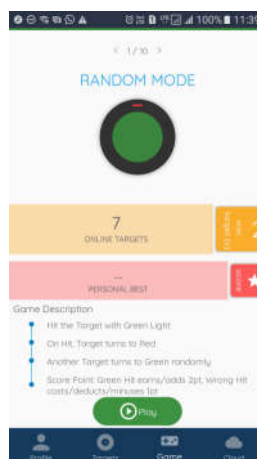 100% 11:39
< 1 / 10 >
RANDOM MODE
7
ONLINE TARGETS
--
PERSONAL BEST
Game Description
Hit the Target with Green Light
On Hit, Target turns to Red
Another Target turns to Green randomly
Score Point: Green Hit earns/adds 2pt, Wrong Hit
costs/deducts/minuses 1pt
Play
Profile
Targets
Game
Cloud